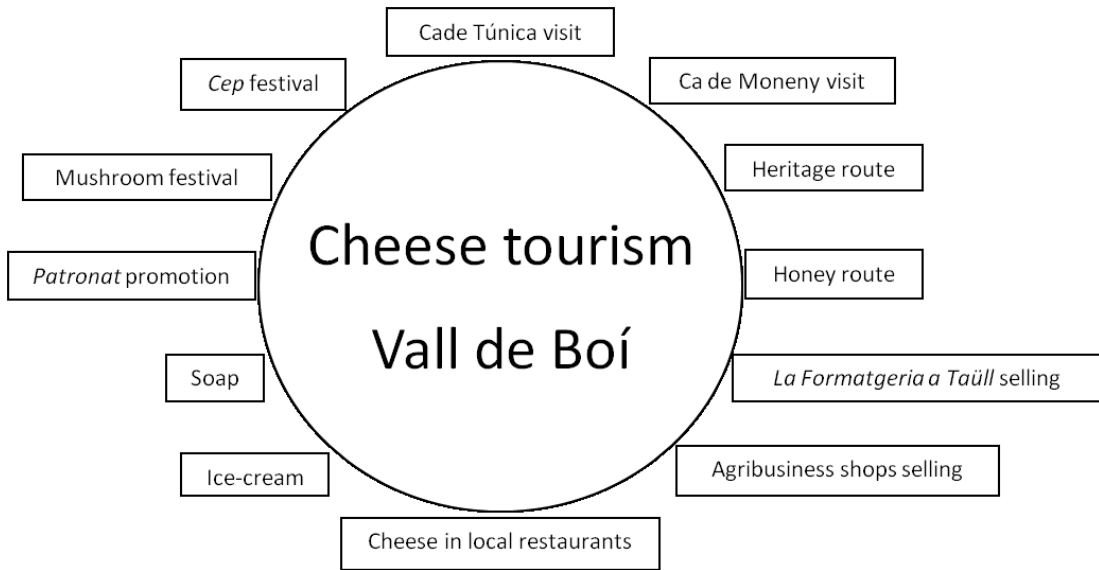 Cade Túnica visit
Cep festival
Ca de Moneny visit
Mushroom festival
Heritage route
Cheese tourism
Vall de Boí
Patronat promotion
Honey route
Soap
La Formatgeria a Taüll selling
Ice-cream
Agribusiness shops selling
Cheese in local restaurants